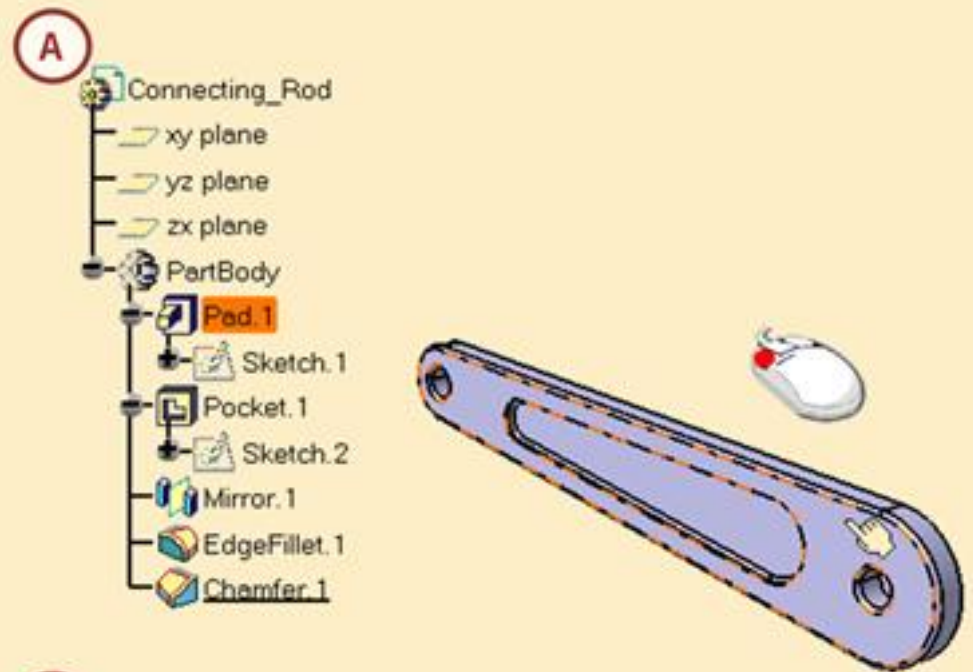 A
Connecting_Rod
xy plane
yz plane
zx plane
PartBody
Pad.1
Sketch.1
Pocket.1
Sketch.2
Mirror.1
EdgeFillet.1
Chamfer.1